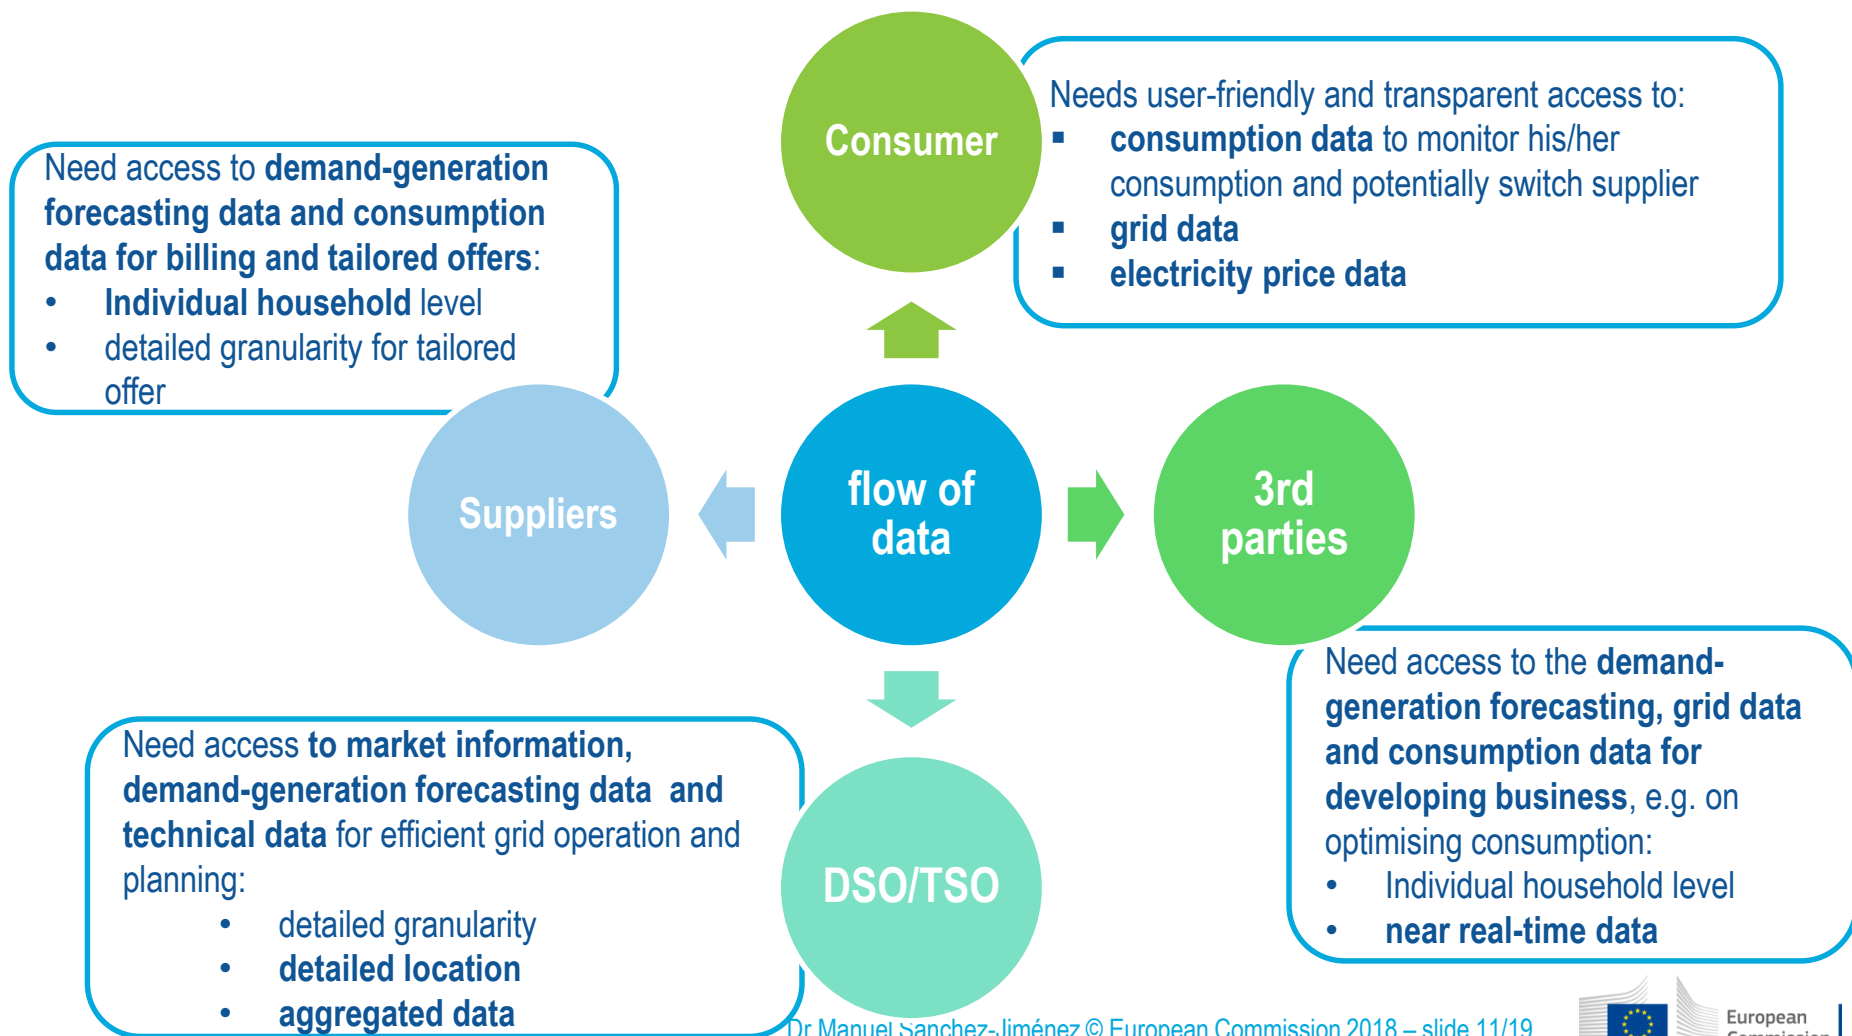 Consumer
Needs user-friendly and transparent access to:
▪ consumption data to monitor his/her
consumption and potentially switch supplier
▪ grid data
▪ electricity price data
Need access to demand-generation
forecasting data and consumption
data for billing and tailored offers:
• Individual household level
• detailed granularity for tailored
offer
Suppliers
flow of
data
3rd
parties
Need access to the demand-
generation forecasting, grid data
and consumption data for
developing business, e.g. on
optimising consumption:
• Individual household level
• near real-time data
Need access to market information,
demand-generation forecasting data and
technical data for efficient grid operation and
planning:
• detailed granularity
• detailed location
• aggregated data
DSO/TSO
Dr Manuel Sanchez-Jiménez © European Commission 2018 – slide 11/19
European
Commission